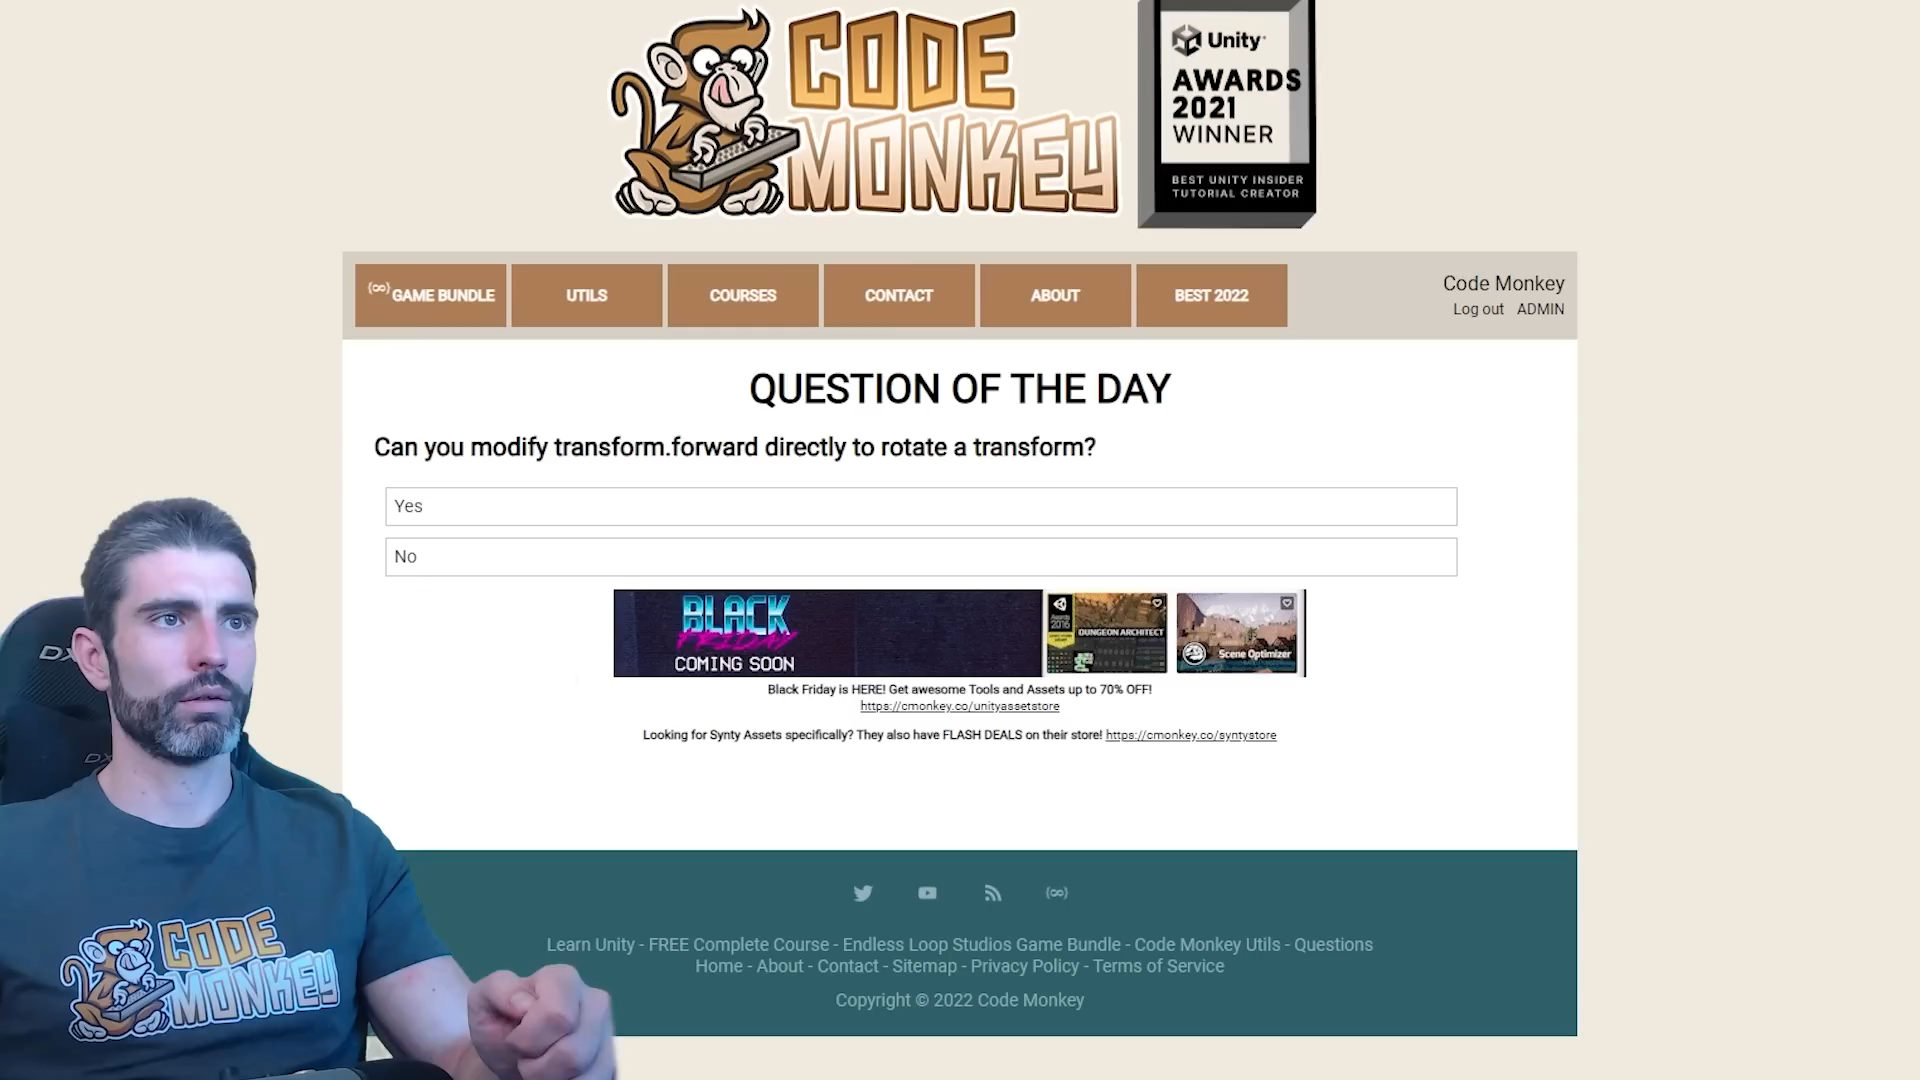 CODE
MONKEY
Unity
AWARDS
2021
WINNER
BEST UNITY INSIDER
TUTORIAL CREATOR
GAME BUNDLE
UTILS
COURSES
CONTACT
ABOUT
BEST 2022
Code Monkey
Log out ADMIN
QUESTION OF THE DAY
Can you modify transform.forward directly to rotate a transform?
Yes
No
BLACK
FRIDAY
COMING SOON
Awards
2016
DUNGEON ARCHITECT
Scene Optimizer
Black Friday is HERE! Get awesome Tools and Assets up to 70% OFF!
https://cmonkey.co/unityassetstore
Looking for Synty Assets specifically? They also have FLASH DEALS on their store! https://cmonkey.co/syntystore
DX
DX
CODE
MONKEY
Learn Unity - FREE Complete Course - Endless Loop Studios Game Bundle - Code Monkey Utils - Questions
Home - About - Contact - Sitemap - Privacy Policy - Terms of Service
Copyright © 2022 Code Monkey